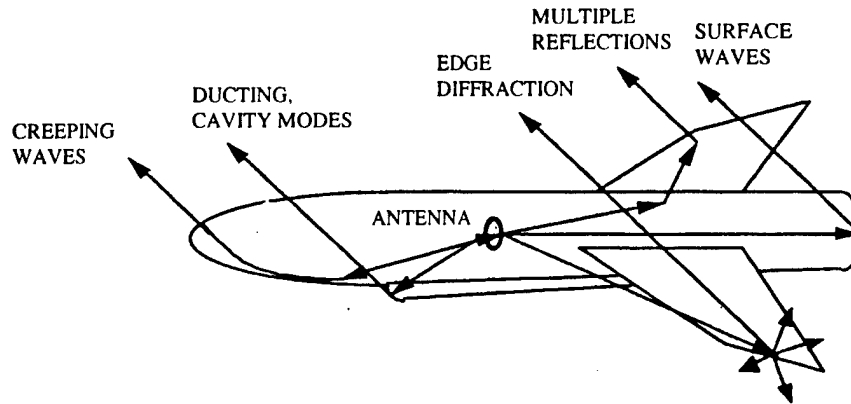 MULTIPLE
REFLECTIONS
SURFACE
WAVES
EDGE
DIFFRACTION
DUCTING,
CAVITY MODES
CREEPING
WAVES
ANTENNA